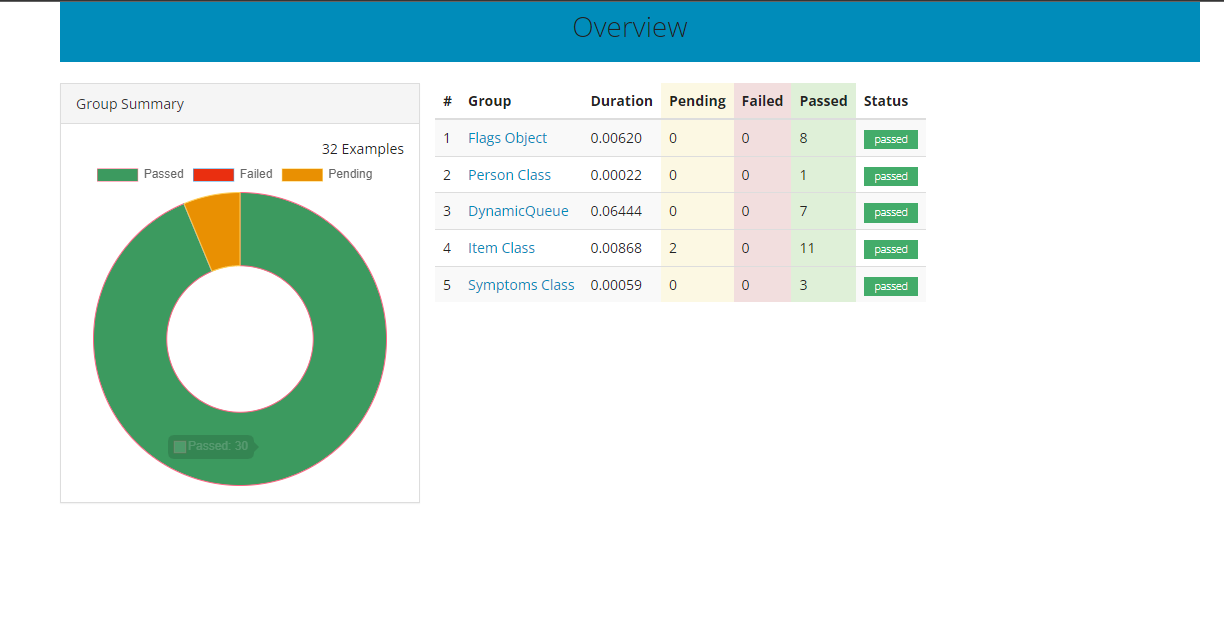 Overview
Group Summary
32 Examples
Passed Failed Pending
Passed: 30
# Group Duration Pending Failed Passed Status
1 Flags Object 0.00620 0 0 8 passed
2 Person Class 0.00022 0 0 1 passed
3 DynamicQueue 0.06444 0 0 7 passed
4 Item Class 0.00868 2 0 11 passed
5 Symptoms Class 0.00059 0 0 3 passed